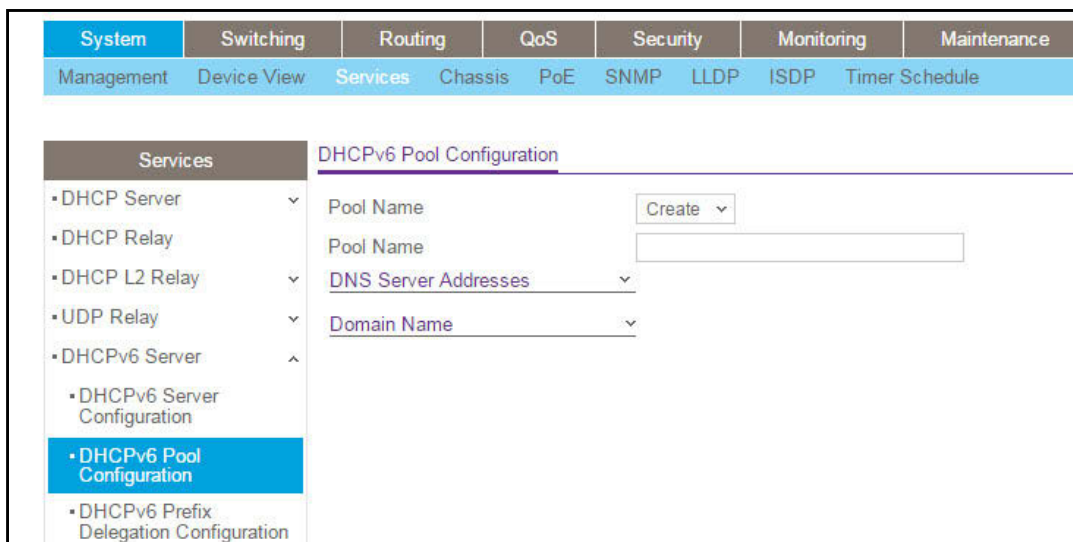 System Switching Routing QoS Security Monitoring Maintenance
Management Device View Services Chassis PoE SNMP LLDP ISDP Timer Schedule
Services
DHCP Server
DHCP Relay
DHCP L2 Relay
UDP Relay
DHCPv6 Server
DHCPv6 Server
Configuration
DHCPv6 Pool
Configuration
DHCPv6 Prefix
Delegation Configuration
DHCPv6 Pool Configuration
Pool Name Create
Pool Name
DNS Server Addresses
Domain Name